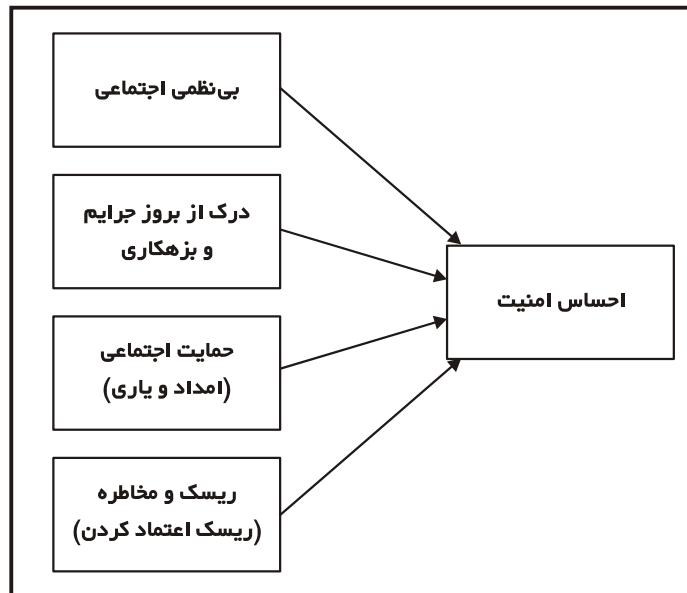 بی‌نظمی اجتماعی
درک از بروز جرایم
و بزهکاری
حمایت اجتماعی
(امداد و یاری)
ریسک و مخاطره
(ریسک اعتماد کردن)
احساس امنیت